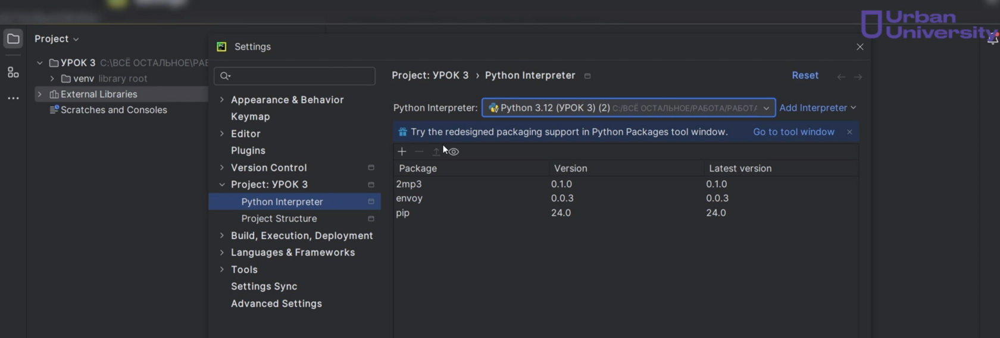 Urban
University
Project
УРОК 3 C:\ВСЁ ОСТАЛЬНОЕ\РАБ
venv library root
External Libraries
Scratches and Consoles
Settings
Appearance & Behavior
Keymap
Editor
Plugins
Version Control
Project: УРОК 3
Python Interpreter
Project Structure
Build, Execution, Deployment
Languages & Frameworks
Tools
Settings Sync
Advanced Settings
Project: УРОК 3 › Python Interpreter
Reset
Python Interpreter: Python 3.12 (УРОК 3) (2) C:/ВСЁ ОСТАЛЬНОЕ/РАБОТА/РАБОТА Add Interpreter
Try the redesigned packaging support in Python Packages tool window. Go to tool window
Package Version Latest version
2mp3 0.1.0 0.1.0
envoy 0.0.3 0.0.3
pip 24.0 24.0